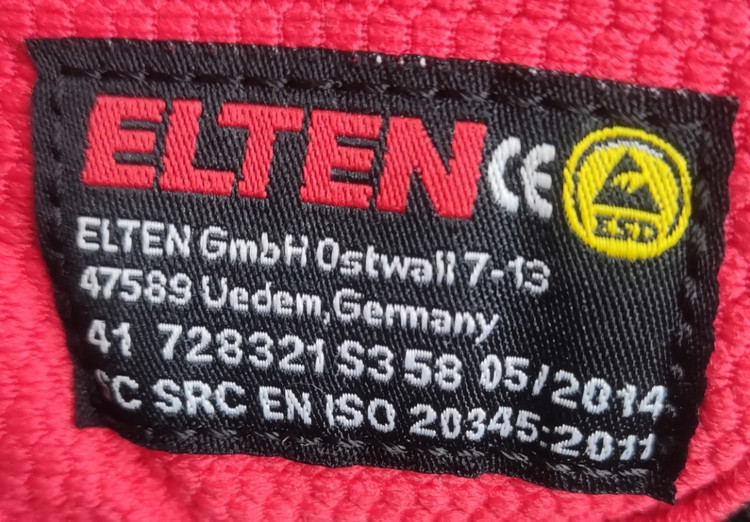 ELTEN CE
ESD
ELTEN GmbH Ostwall 7-13
47589 Uedem, Germany
41 728321 S3 58 05/2014
SRC EN ISO 20345:2011